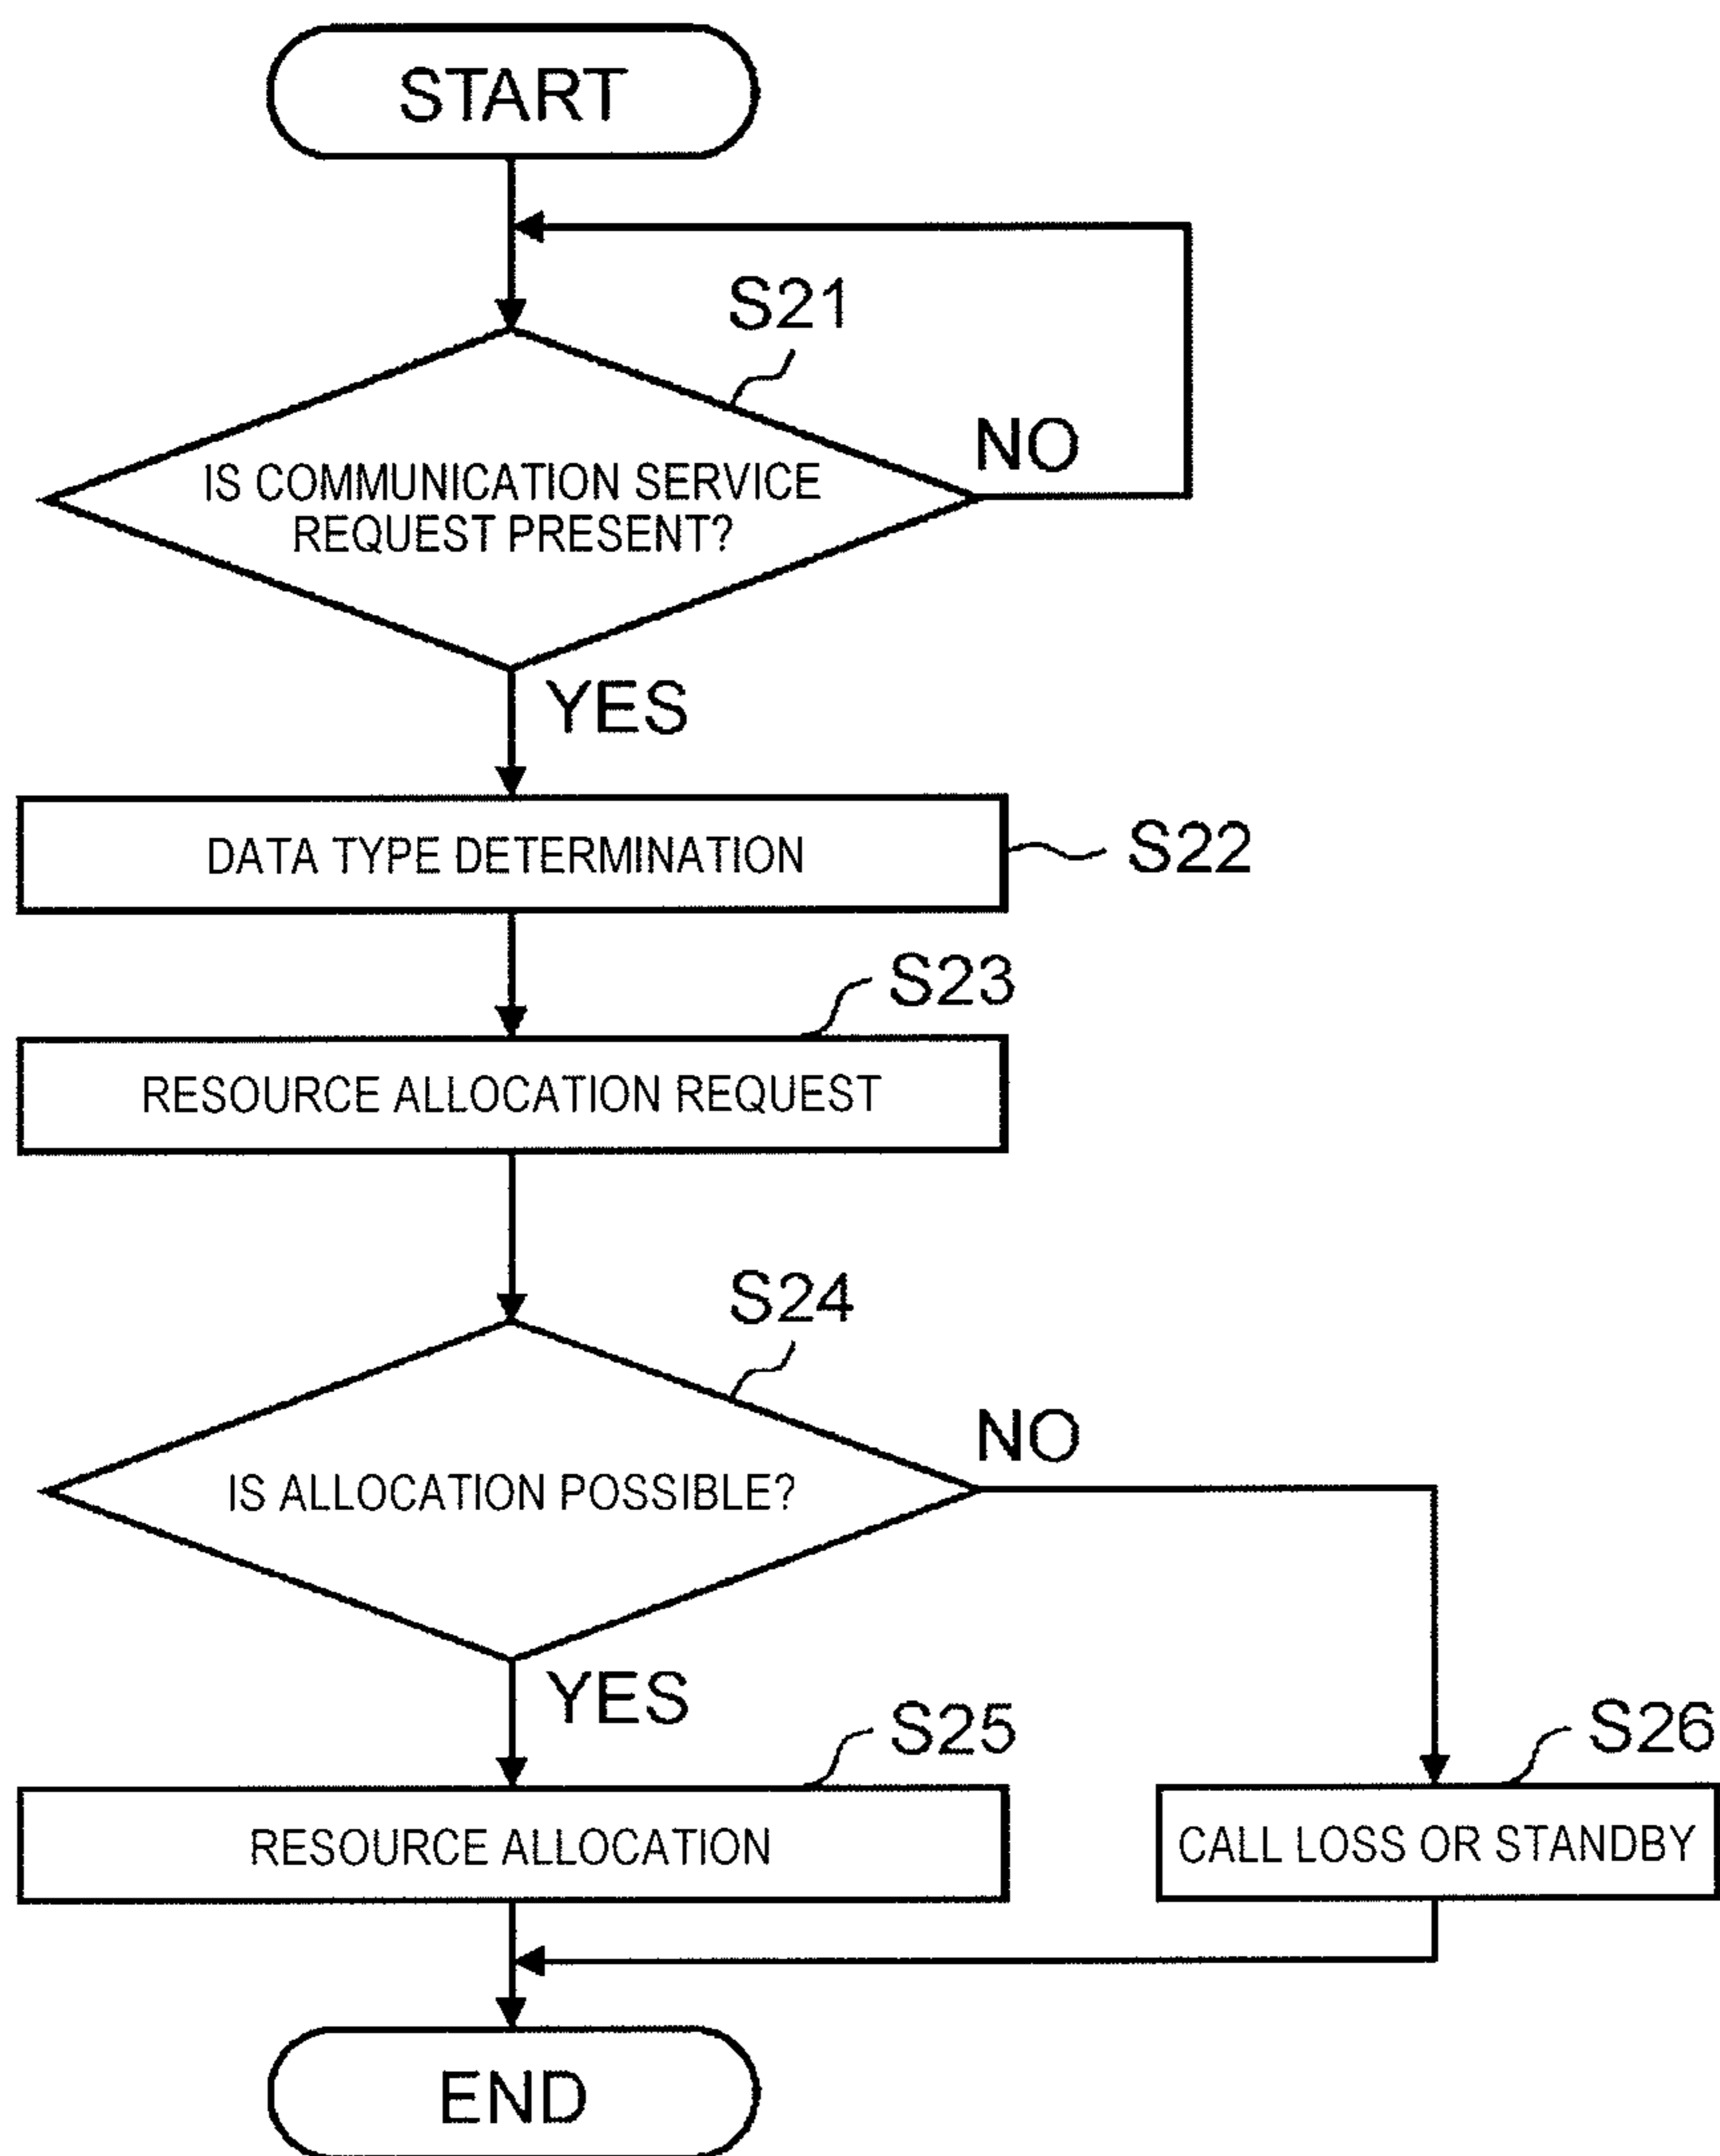 START
S21
NO
IS COMMUNICATION SERVICE
REQUEST PRESENT?
YES
DATA TYPE DETERMINATION
S22
S23
RESOURCE ALLOCATION REQUEST
S24
NO
IS ALLOCATION POSSIBLE?
YES
S25
S26
RESOURCE ALLOCATION
CALL LOSS OR STANDBY
END